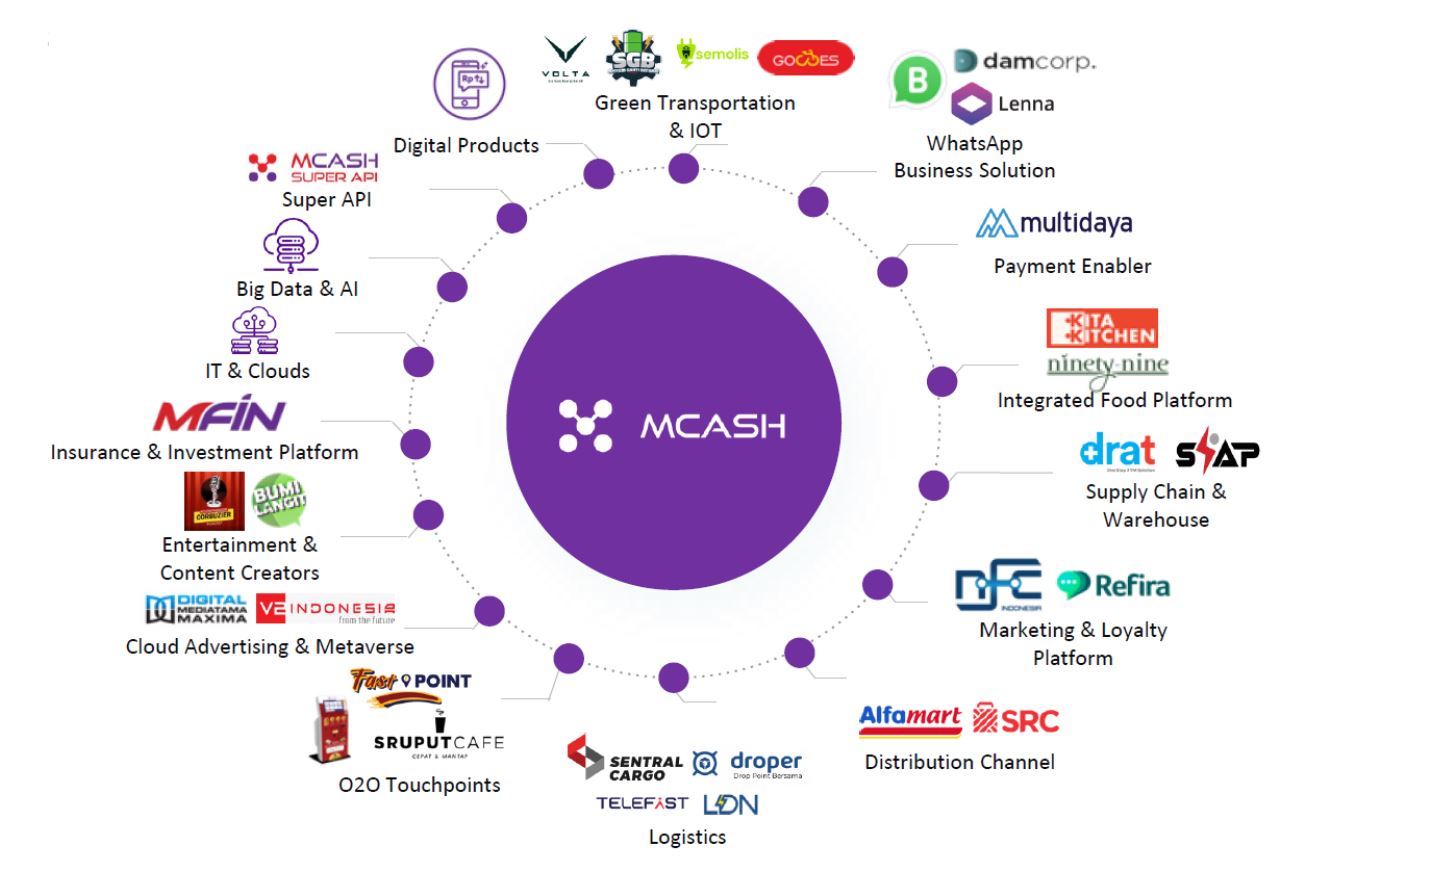 VOLTA
SGB
semolis
GOWES
Green Transportation
& IOT
B
damcorp.
Lenna
WhatsApp
Business Solution
multidaya
Payment Enabler
KITA
KITCHEN
ninety-nine
Integrated Food Platform
drat
SiAP
Supply Chain &
Warehouse
NFC
INDONESIA
Refira
Marketing & Loyalty
Platform
Alfamart
SRC
Distribution Channel
SENTRAL
CARGO
droper
Drop Point Bersama
TELEFAST
LDN
Logistics
Fast POINT
SRUPUTCAFE
CEPAT & MANTAP
O2O Touchpoints
DIGITAL
MEDIATAMA
MAXIMA
VE INDONESIA
from the future
Cloud Advertising & Metaverse
CORBUZIER
BUMI
LANGIT
Entertainment &
Content Creators
MFIN
Insurance & Investment Platform
IT & Clouds
Big Data & AI
MCASH
SUPER API
Super API
Rp
Digital Products
MCASH